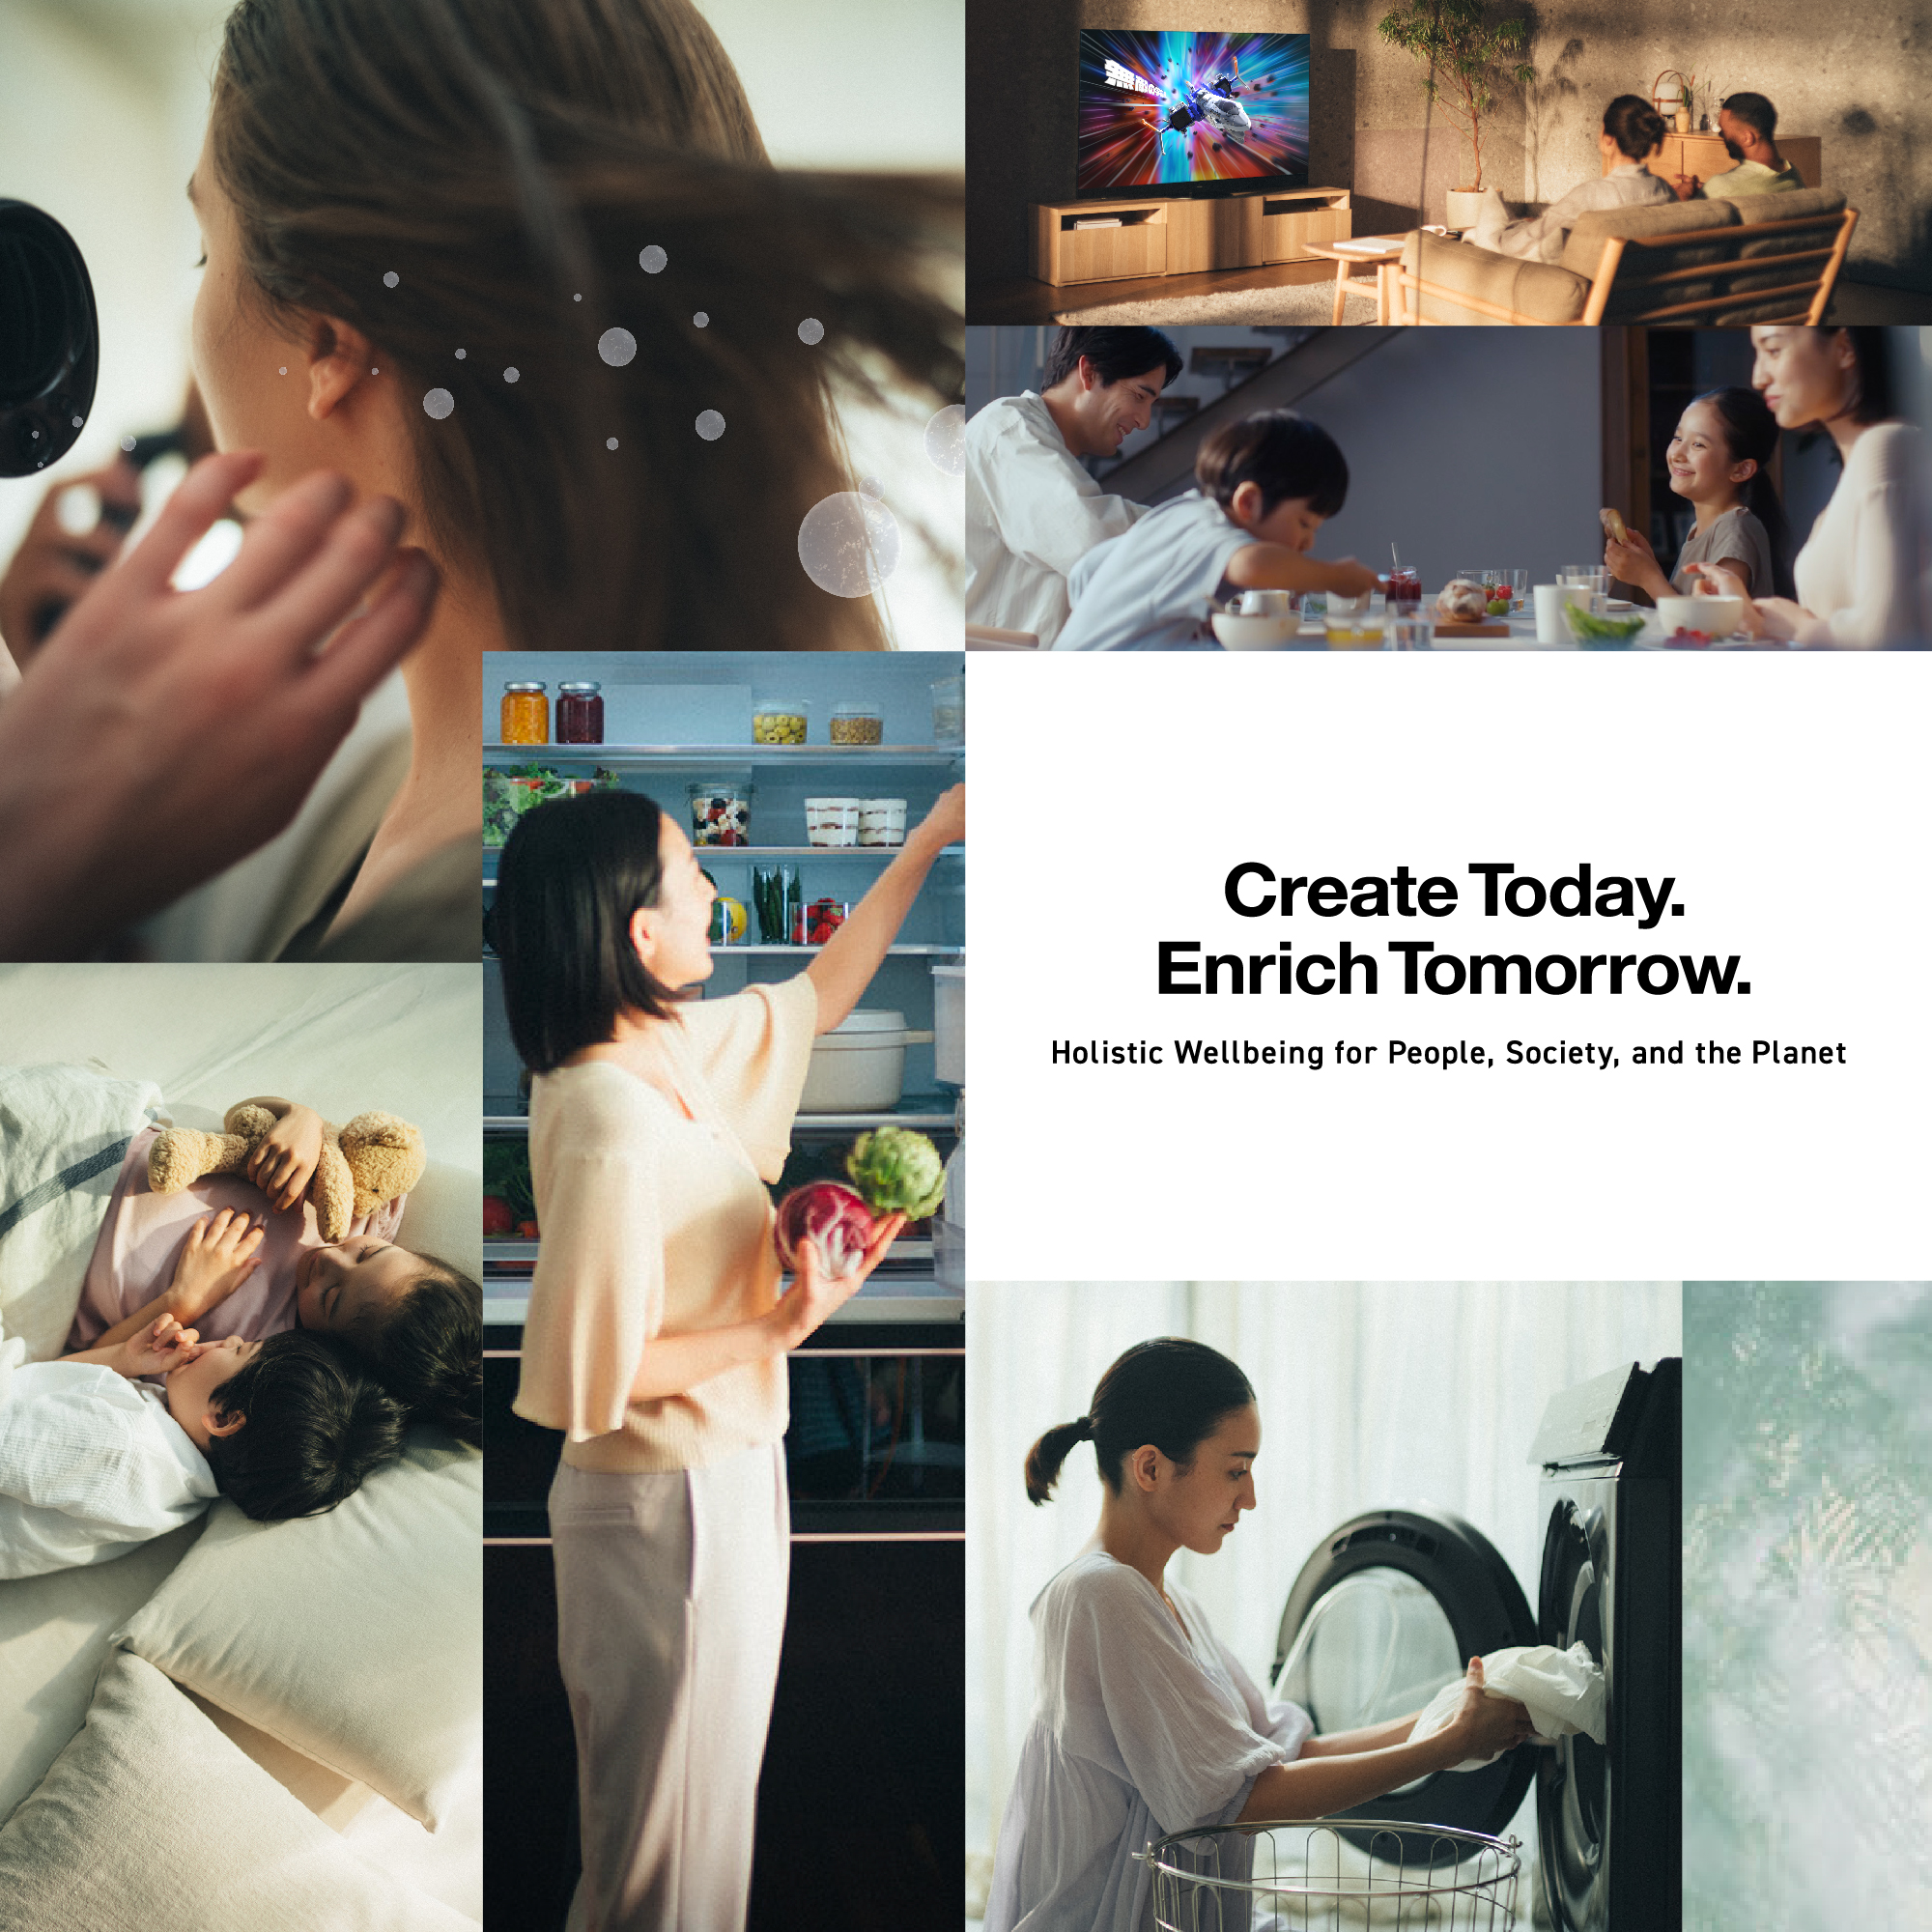 Create Today.
Enrich Tomorrow.
Holistic Wellbeing for People, Society, and the Planet